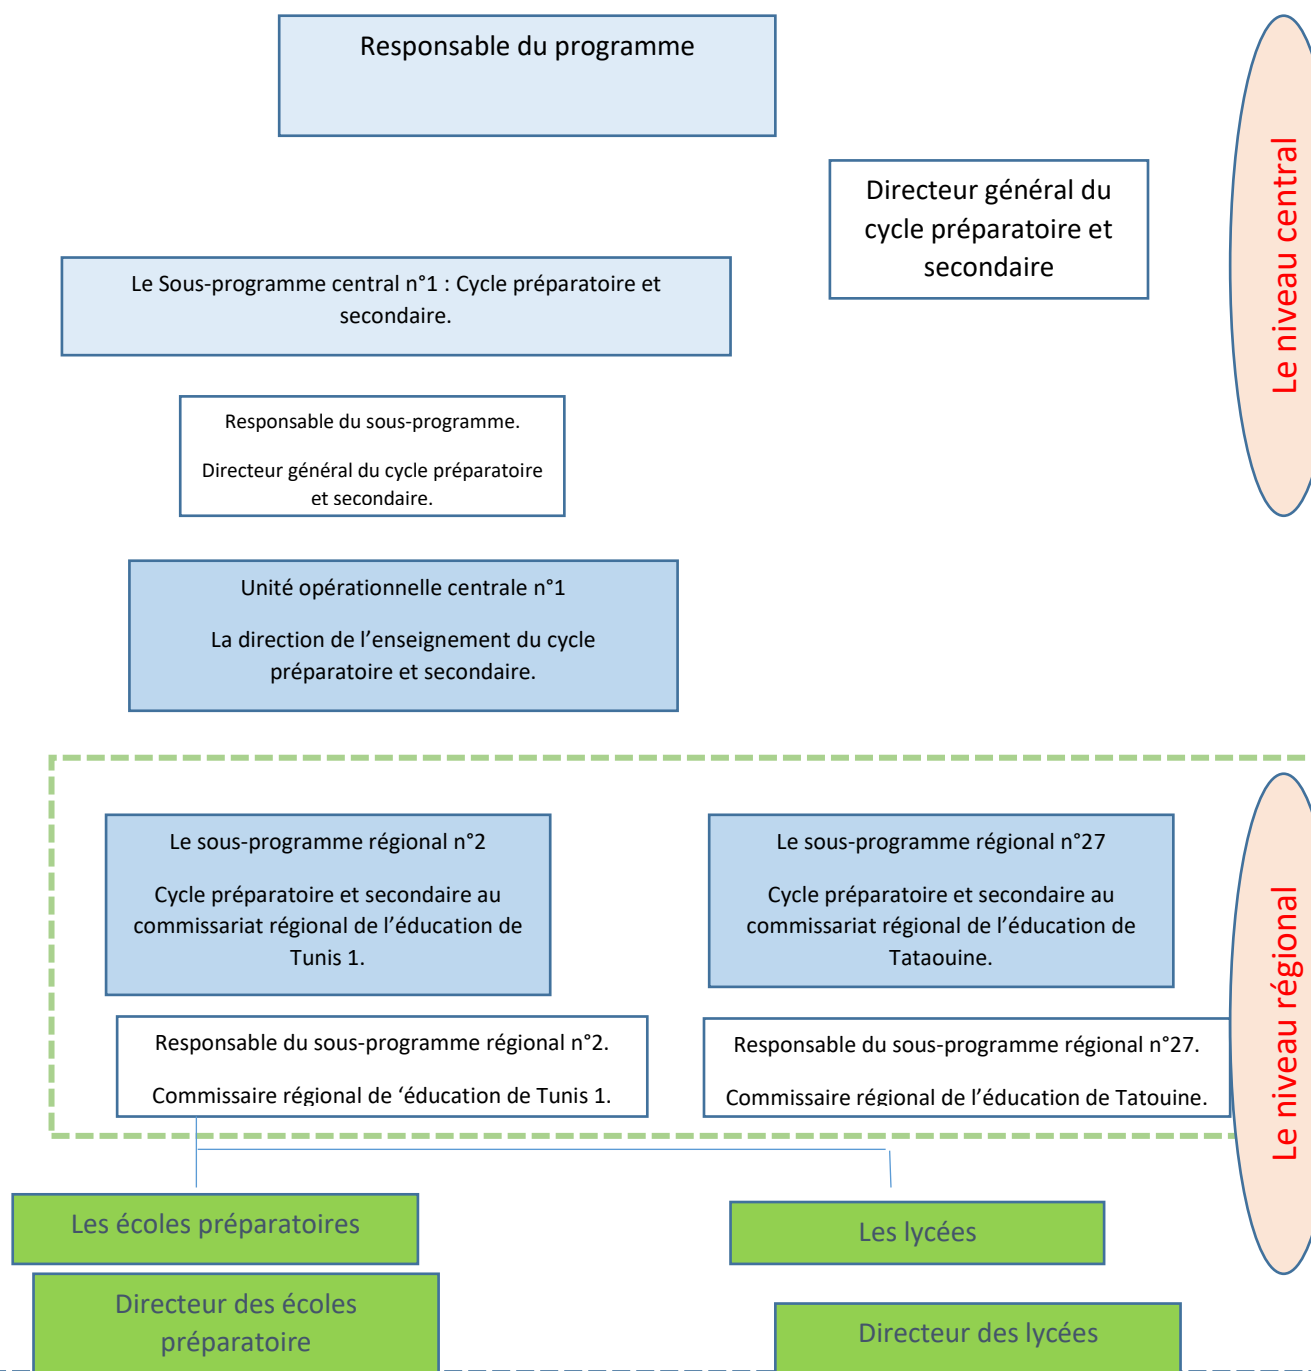 Responsable du programme
Directeur général du
cycle préparatoire et
secondaire
Le niveau central
Le Sous-programme central n°1 : Cycle préparatoire et
secondaire.
Responsable du sous-programme.
Directeur général du cycle préparatoire
et secondaire.
Unité opérationnelle centrale n°1
La direction de l’enseignement du cycle
préparatoire et secondaire.
Le sous-programme régional n°2
Cycle préparatoire et secondaire au
commissariat régional de l’éducation de
Tunis 1.
Le sous-programme régional n°27
Cycle préparatoire et secondaire au
commissariat régional de l’éducation de
Tataouine.
Le niveau régional
Responsable du sous-programme régional n°2.
Commissaire régional de ‘éducation de Tunis 1.
Responsable du sous-programme régional n°27.
Commissaire régional de l’éducation de Tatouine.
Les écoles préparatoires
Les lycées
Directeur des écoles
préparatoire
Directeur des lycées